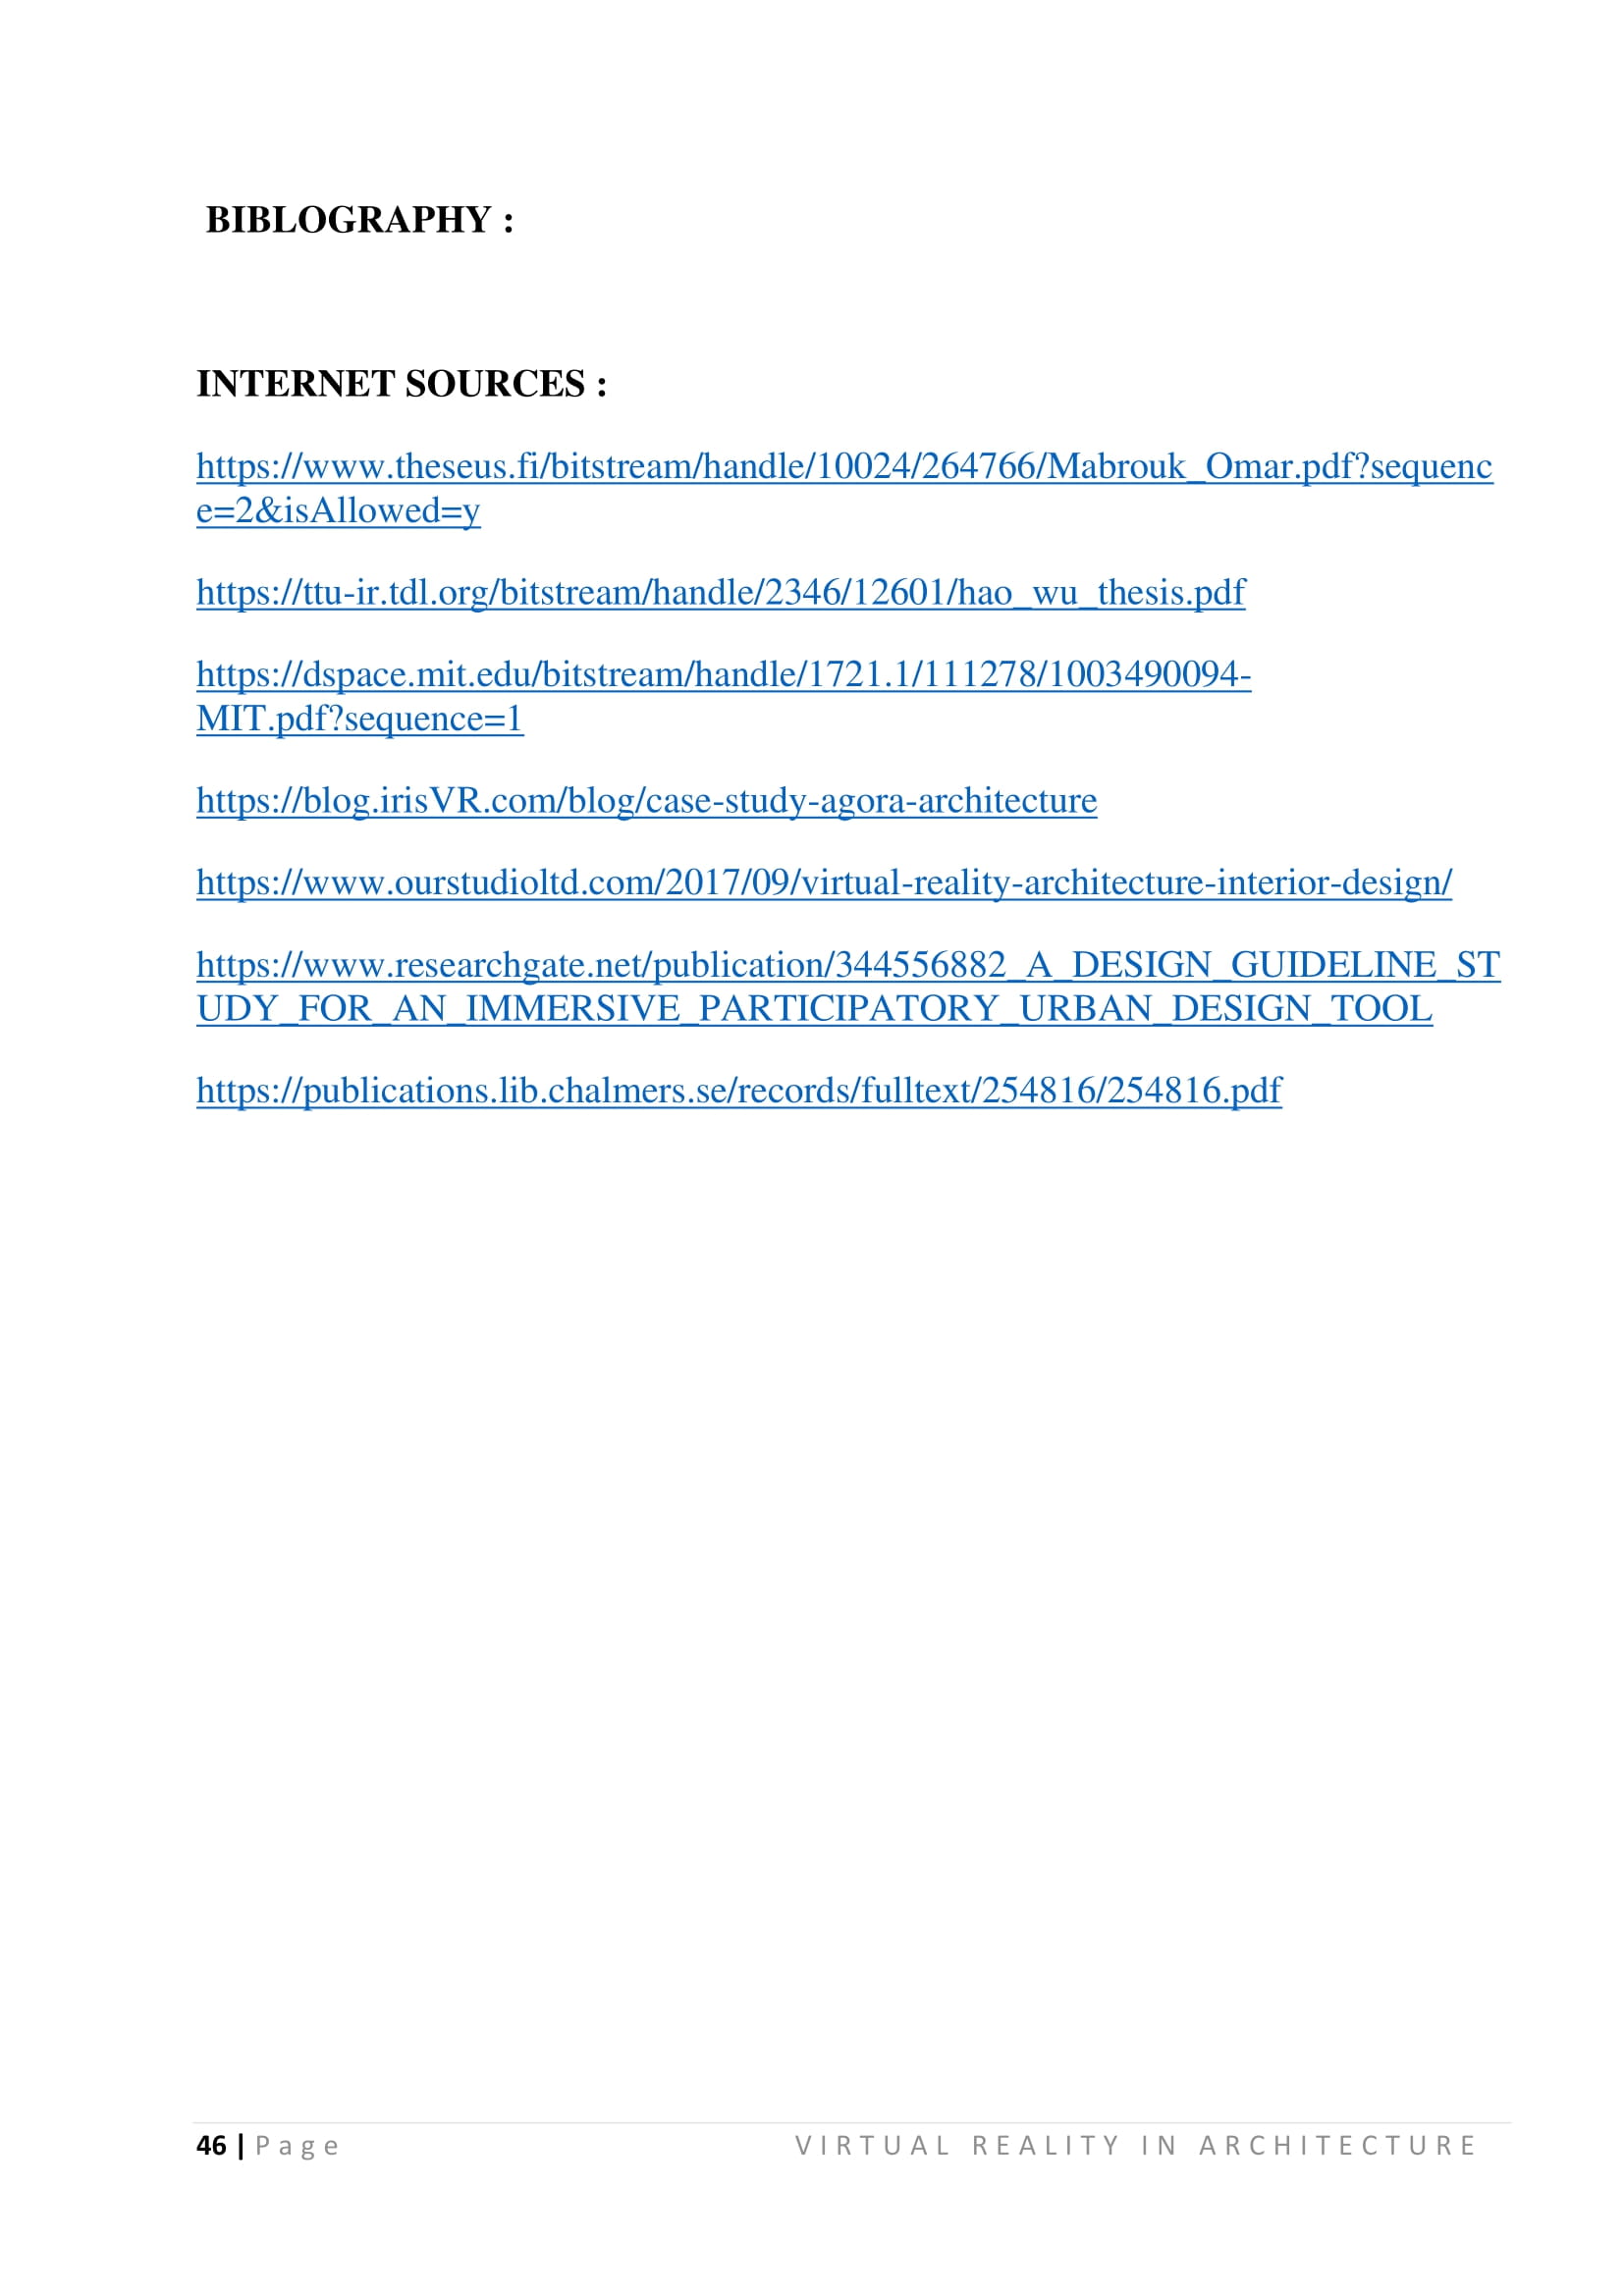 BIBLOGRAPHY :
INTERNET SOURCES :
https://www.theseus.fi/bitstream/handle/10024/264766/Mabrouk_Omar.pdf?sequenc
e=2&isAllowed=y
https://ttu-ir.tdl.org/bitstream/handle/2346/12601/hao_wu_thesis.pdf
https://dspace.mit.edu/bitstream/handle/1721.1/111278/1003490094-
MIT.pdf?sequence=1
https://blog.irisVR.com/blog/case-study-agora-architecture
https://www.ourstudioltd.com/2017/09/virtual-reality-architecture-interior-design/
https://www.researchgate.net/publication/344556882_A_DESIGN_GUIDELINE_ST
UDY_FOR_AN_IMMERSIVE_PARTICIPATORY_URBAN_DESIGN_TOOL
https://publications.lib.chalmers.se/records/fulltext/254816/254816.pdf
46 | Page VIRTUAL REALITY IN ARCHITECTURE